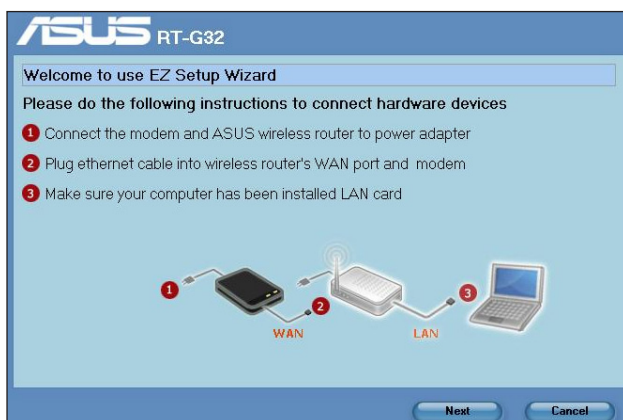 ASUS RT-G32
Welcome to use EZ Setup Wizard
Please do the following instructions to connect hardware devices
1 Connect the modem and ASUS wireless router to power adapter
2 Plug ethernet cable into wireless router's WAN port and modem
3 Make sure your computer has been installed LAN card
1
2
3
WAN
LAN
Next
Cancel